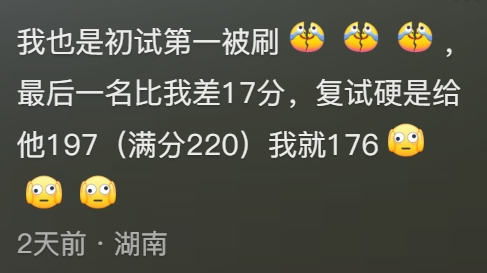 我也是初试第一被刷😭😭😭，
最后一名比我差17分，复试硬是给
他197（满分220）我就176🫣
🫣🫣
2天前 · 湖南